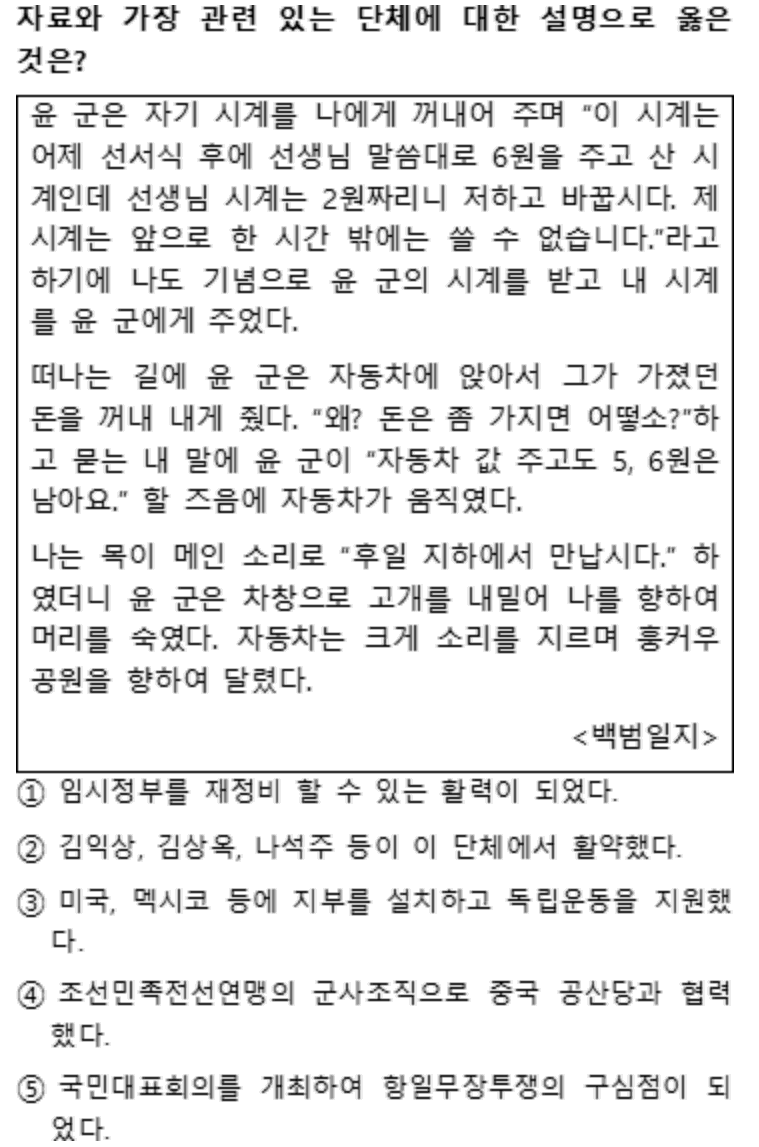 자료와 가장 관련 있는 단체에 대한 설명으로 옳은
것은?
윤 군은 자기 시계를 나에게 꺼내어 주며 “이 시계는
어제 선서식 후에 선생님 말씀대로 6원을 주고 산 시
계인데 선생님 시계는 2원짜리니 저하고 바꿉시다. 제
시계는 앞으로 한 시간 밖에는 쓸 수 없습니다.”라고
하기에 나도 기념으로 윤 군의 시계를 받고 내 시계
를 윤 군에게 주었다.
떠나는 길에 윤 군은 자동차에 앉아서 그가 가졌던
돈을 꺼내 내게 줬다. “왜? 돈은 좀 가지면 어떻소?”하
고 묻는 내 말에 윤 군이 “자동차 값 주고도 5, 6원은
남아요.” 할 즈음에 자동차가 움직였다.
나는 목이 메인 소리로 “후일 지하에서 만납시다.” 하
였더니 윤 군은 차창으로 고개를 내밀어 나를 향하여
머리를 숙였다. 자동차는 크게 소리를 지르며 훙커우
공원을 향하여 달렸다.
<백범일지>
① 임시정부를 재정비 할 수 있는 활력이 되었다.
② 김익상, 김상옥, 나석주 등이 이 단체에서 활약했다.
③ 미국, 멕시코 등에 지부를 설치하고 독립운동을 지원했
다.
④ 조선민족전선연맹의 군사조직으로 중국 공산당과 협력
했다.
⑤ 국민대표회의를 개최하여 항일무장투쟁의 구심점이 되
었다.